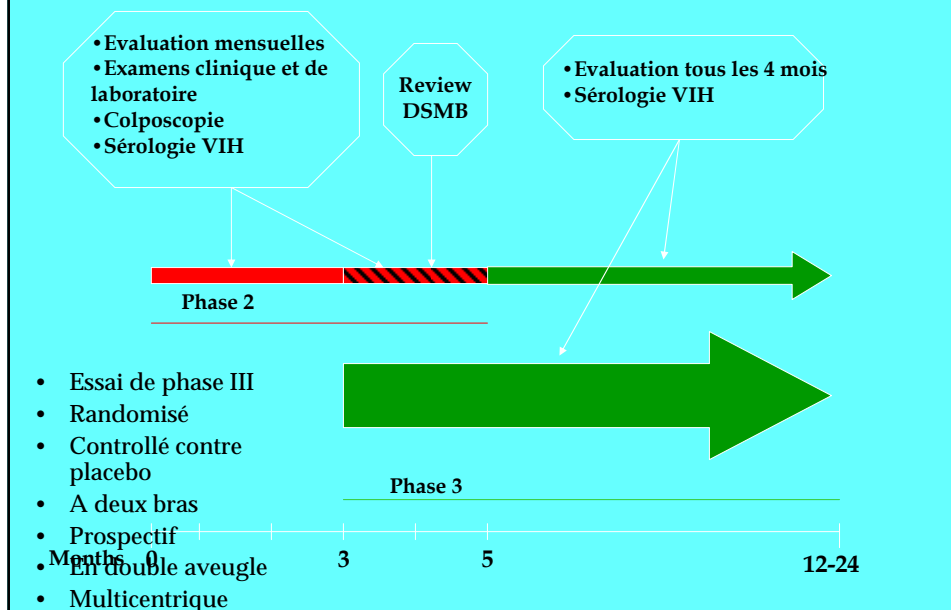 •Evaluation mensuelles
•Examens clinique et de
laboratoire
•Colposcopie
•Sérologie VIH
Review
DSMB
•Evaluation tous les 4 mois
•Sérologie VIH
Phase 2
• Essai de phase III
• Randomisé
• Controllé contre
placebo
• A deux bras
• Prospectif
• En double aveugle
• Multicentrique
Phase 3
Months 0 3 5 12-24